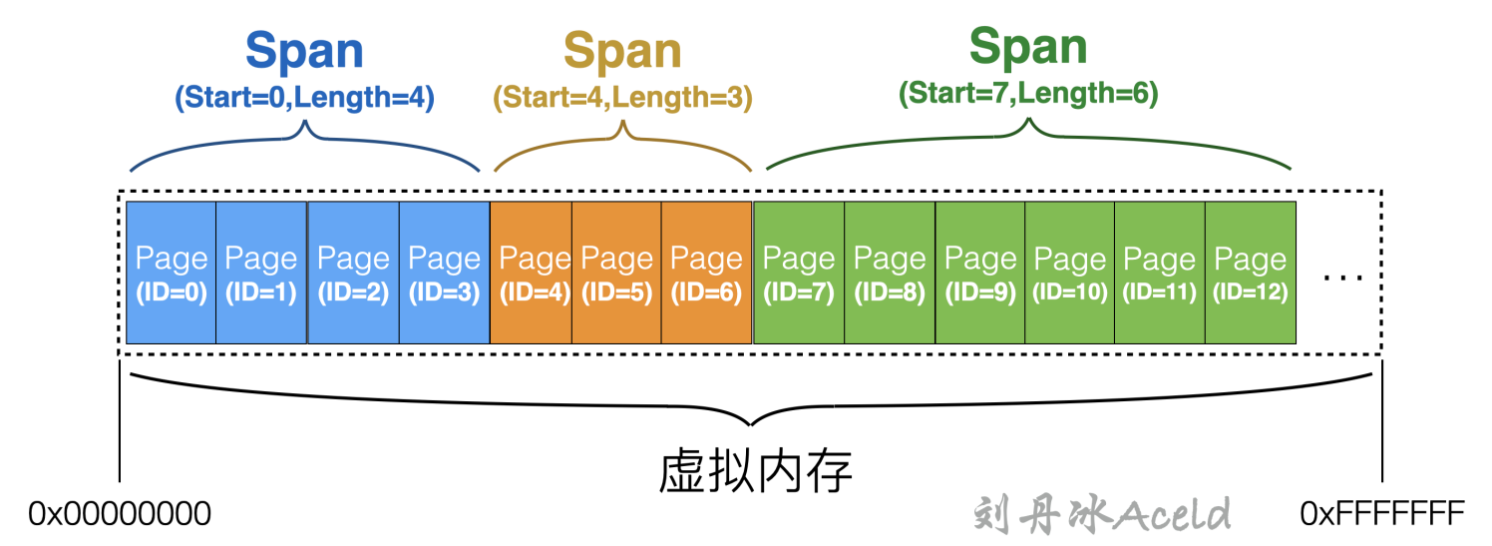 Span Span Span
(Start=0,Length=4) (Start=4,Length=3) (Start=7,Length=6)
Page Page Page Page Page Page Page Page Page Page Page Page Page
(ID=0) (ID=1) (ID=2) (ID=3) (ID=4) (ID=5) (ID=6) (ID=7) (ID=8) (ID=9) (ID=10) (ID=11) (ID=12) ...
虚拟内存
0x00000000 刘丹冰Aceld 0xFFFFFFF